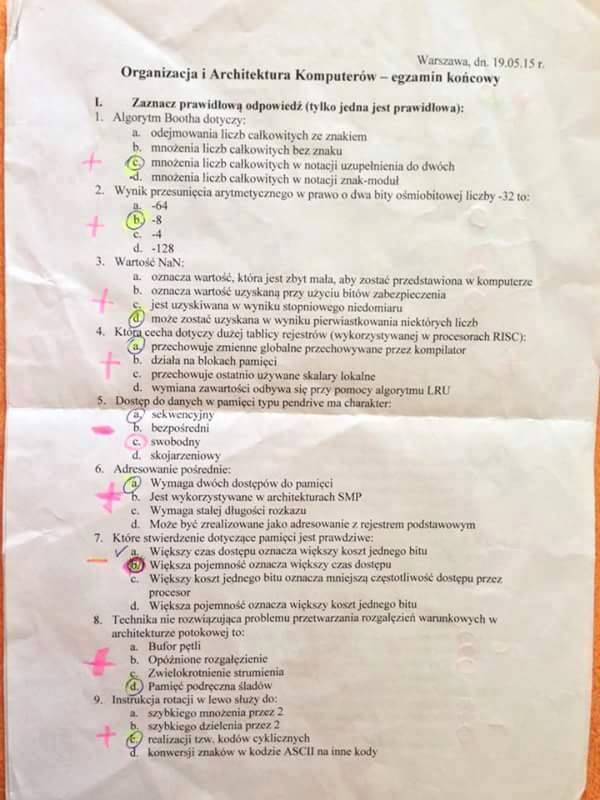 Warszawa, dn. 19.05.15 r.
Organizacja i Architektura Komputerów – egzamin końcowy
I. Zaznacz prawidłową odpowiedź (tylko jedna jest prawidłowa):
1. Algorytm Bootha dotyczy:
a. odejmowania liczb całkowitych ze znakiem
b. mnożenia liczb całkowitych bez znaku
c. mnożenia liczb całkowitych w notacji uzupełnienia do dwóch
d. mnożenia liczb całkowitych w notacji znak-moduł
2. Wynik przesunięcia arytmetycznego w prawo o dwa bity ośmiobitowej liczby -32 to:
a. -64
b. -8
c. -4
d. -128
3. Wartość NaN:
a. oznacza wartość, która jest zbyt mała, aby zostać przedstawiona w komputerze
b. oznacza wartość uzyskaną przy użyciu bitów zabezpieczenia
c. jest uzyskiwana w wyniku stopniowego niedomiaru
d. może zostać uzyskana w wyniku pierwiastkowania niektórych liczb
4. Która cecha dotyczy dużej tablicy rejestrów (wykorzystywanej w procesorach RISC):
a. przechowuje zmienne globalne przechowywane przez kompilator
b. działa na blokach pamięci
c. przechowuje ostatnio używane skalary lokalne
d. wymiana zawartości odbywa się przy pomocy algorytmu LRU
5. Dostęp do danych w pamięci typu pendrive ma charakter:
a. sekwencyjny
b. bezpośredni
c. swobodny
d. skojarzeniowy
6. Adresowanie pośrednie:
a. Wymaga dwóch dostępów do pamięci
b. Jest wykorzystywane w architekturach SMP
c. Wymaga stałej długości rozkazu
d. Może być zrealizowane jako adresowanie z rejestrem podstawowym
7. Które stwierdzenie dotyczące pamięci jest prawdziwe:
a. Większy czas dostępu oznacza większy koszt jednego bitu
b. Większa pojemność oznacza większy czas dostępu
c. Większy koszt jednego bitu oznacza mniejszą częstotliwość dostępu przez
procesor
d. Większa pojemność oznacza większy koszt jednego bitu
8. Technika nie rozwiązująca problemu przetwarzania rozgałęzień warunkowych w
architekturze potokowej to:
a. Bufor pętli
b. Opóźnione rozgałęzienie
c. Zwielokrotnienie strumienia
d. Pamięć podręczna śladów
9. Instrukcja rotacji w lewo służy do:
a. szybkiego mnożenia przez 2
b. szybkiego dzielenia przez 2
c. realizacji tzw. kodów cyklicznych
d. konwersji znaków w kodzie ASCII na inne kody